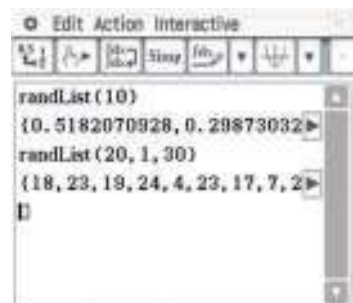 Edit Action Interactive
Simp
randList(10)
{0.5182070928,0.29873032
randList(20,1,30)
{18,23,19,24,4,23,17,7,2